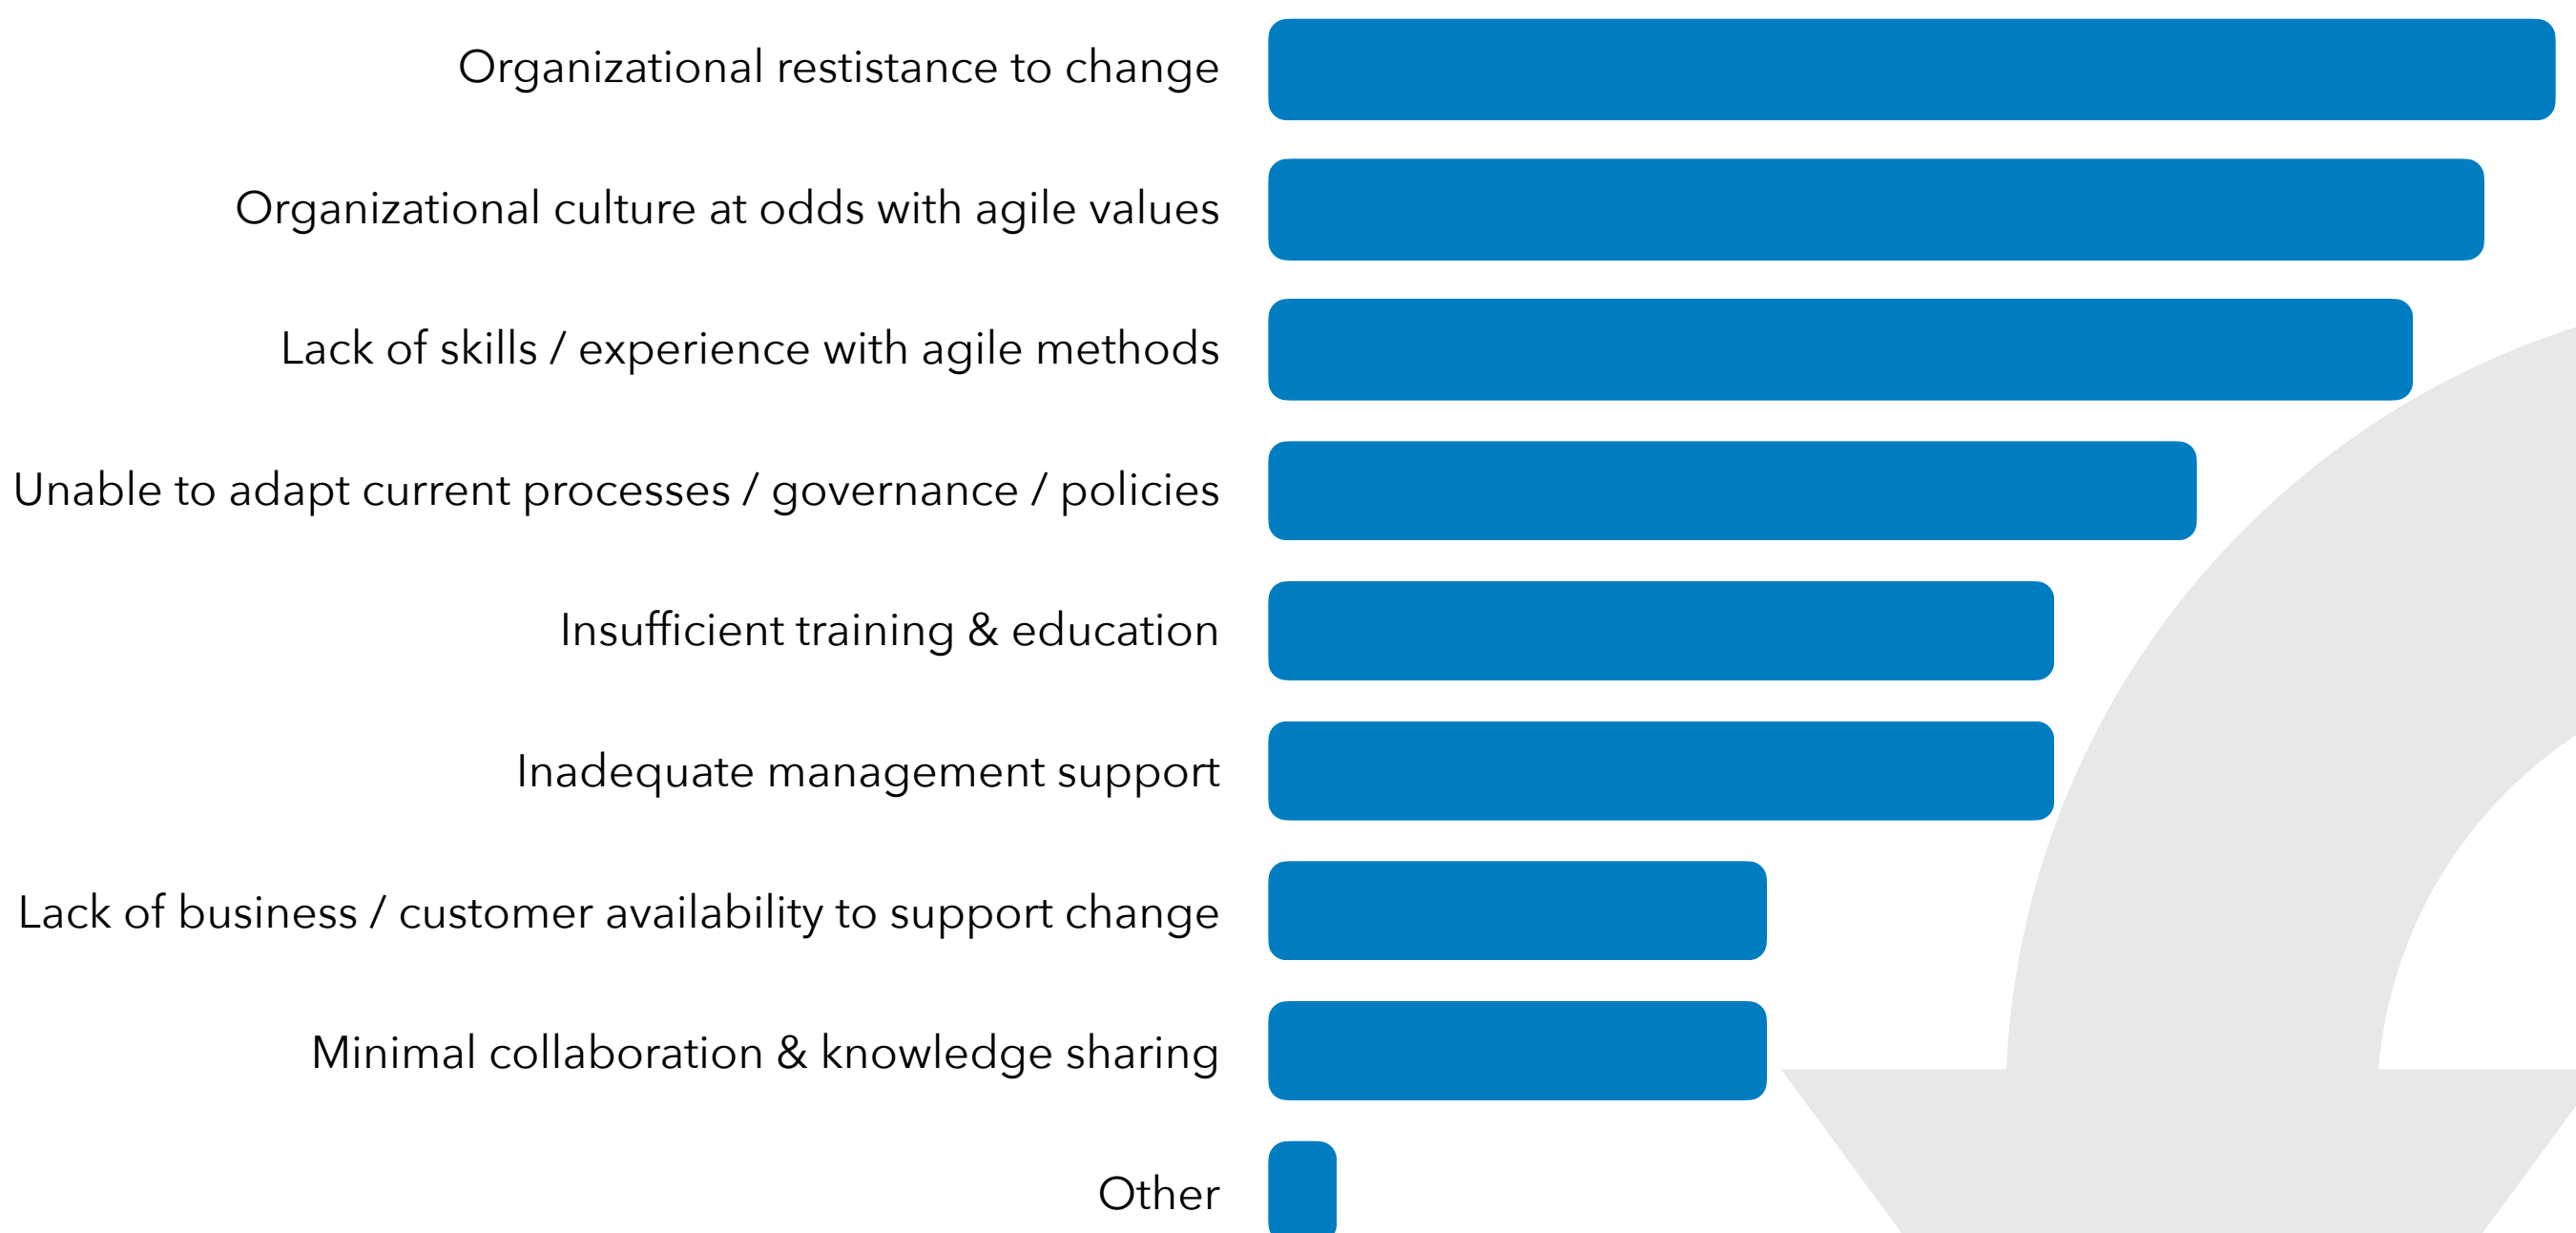 Organizational restistance to change
Organizational culture at odds with agile values
Lack of skills / experience with agile methods
Unable to adapt current processes / governance / policies
Insufficient training & education
Inadequate management support
Lack of business / customer availability to support change
Minimal collaboration & knowledge sharing
Other